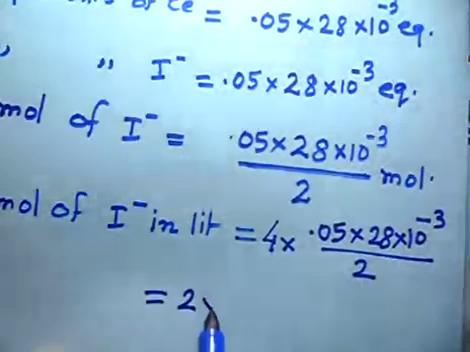 of Ce = .05×28×10⁻³ eq.
,, I⁻ = .05×28×10⁻³ eq.
mol of I⁻ = .05×28×10⁻³ / 2 mol.
mol of I⁻ in lit = 4× .05×28×10⁻³ / 2
= 2